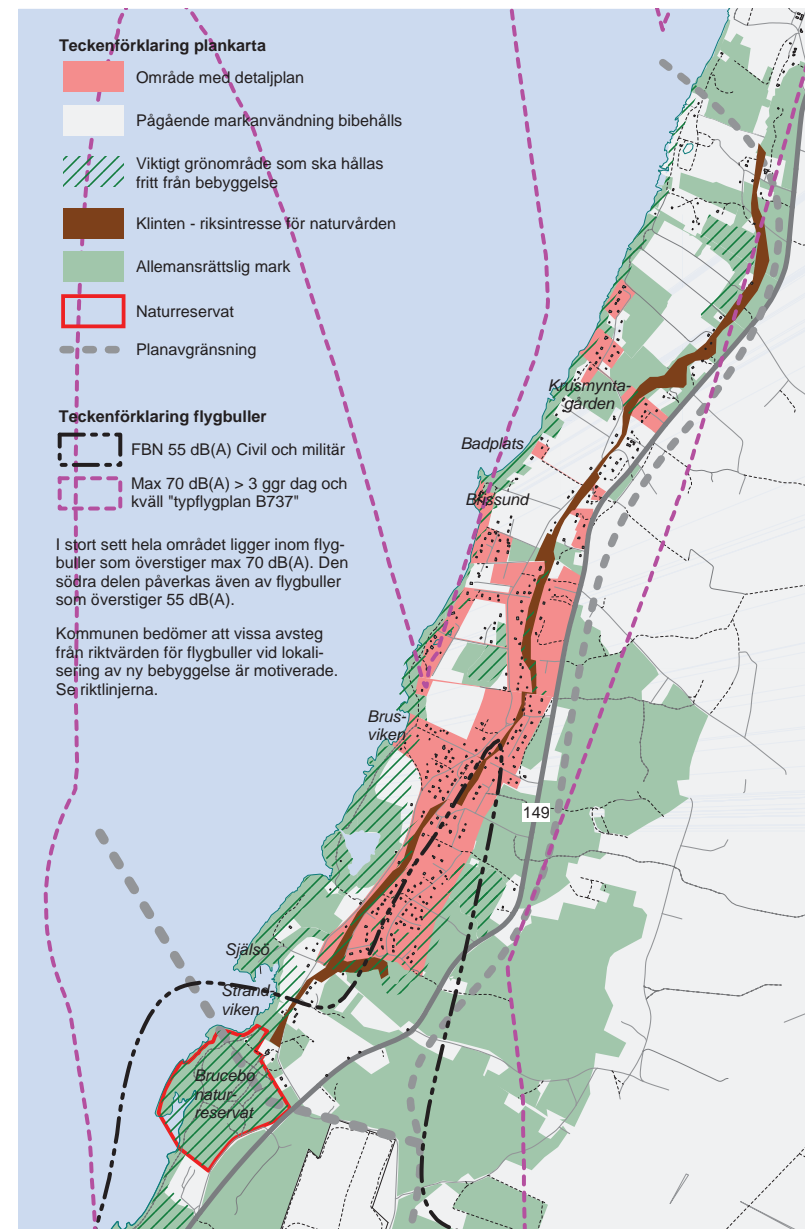 Teckenförklaring plankarta
Område med detaljplan
Pågående markanvändning bibehålls
Viktigt grönområde som ska hållas
fritt från bebyggelse
Klinten - riksintresse för naturvården
Allemansrättslig mark
Naturreservat
Planavgränsning
Teckenförklaring flygbuller
FBN 55 dB(A) Civil och militär
Max 70 dB(A) > 3 ggr dag och
kväll "typflygplan B737"
I stort sett hela området ligger inom flyg-
buller som överstiger max 70 dB(A). Den
södra delen påverkas även av flygbuller
som överstiger 55 dB(A).
Kommunen bedömer att vissa avsteg
från riktvärden för flygbuller vid lokali-
sering av ny bebyggelse är motiverade.
Se riktlinjerna.
Krusmynta-
gården
Badplats
Brissund
Brus-
viken
149
Själsö
Strand-
viken
Brucebo
natur-
reservat